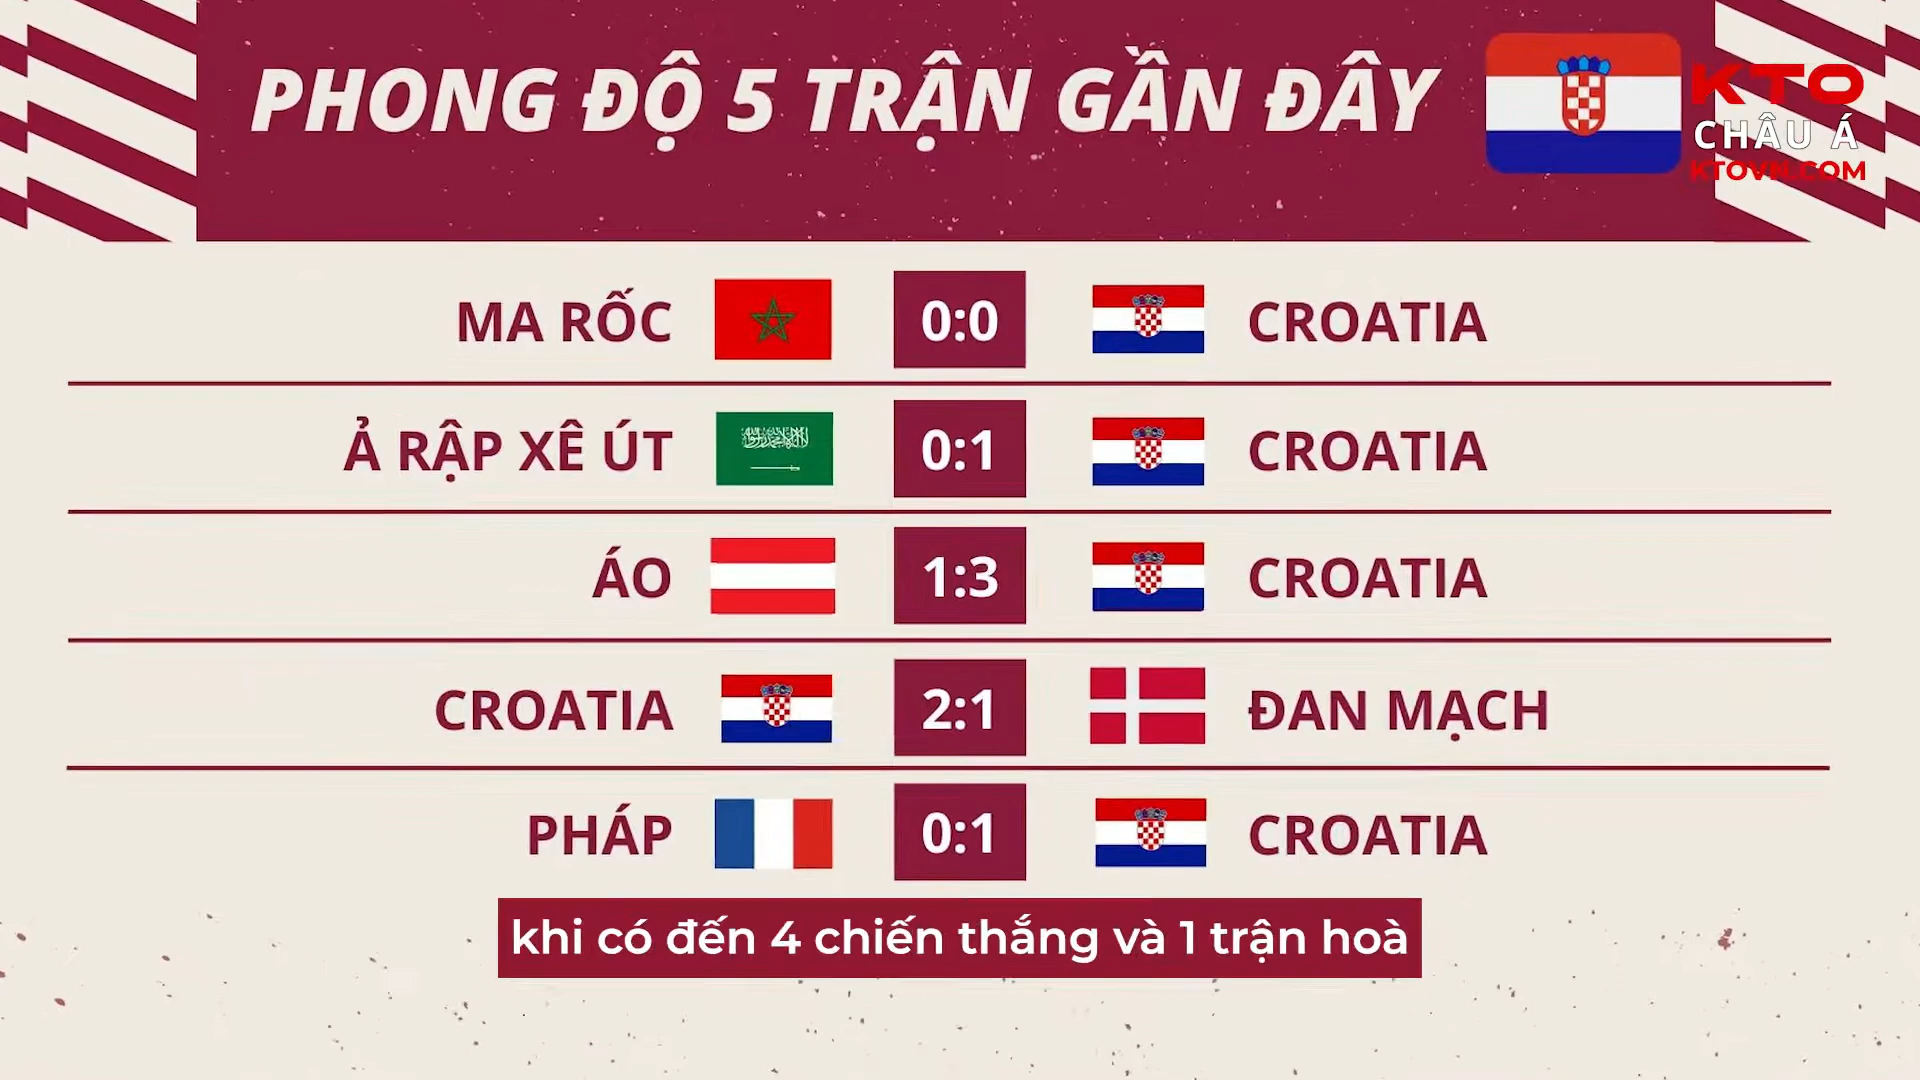 PHONG ĐỘ 5 TRẬN GẦN ĐÂY
KTO
CHÂU Á
KTOVN.COM
MA RỐC 0:0 CROATIA
Ả RẬP XÊ ÚT 0:1 CROATIA
ÁO 1:3 CROATIA
CROATIA 2:1 ĐAN MẠCH
PHÁP 0:1 CROATIA
khi có đến 4 chiến thắng và 1 trận hoà